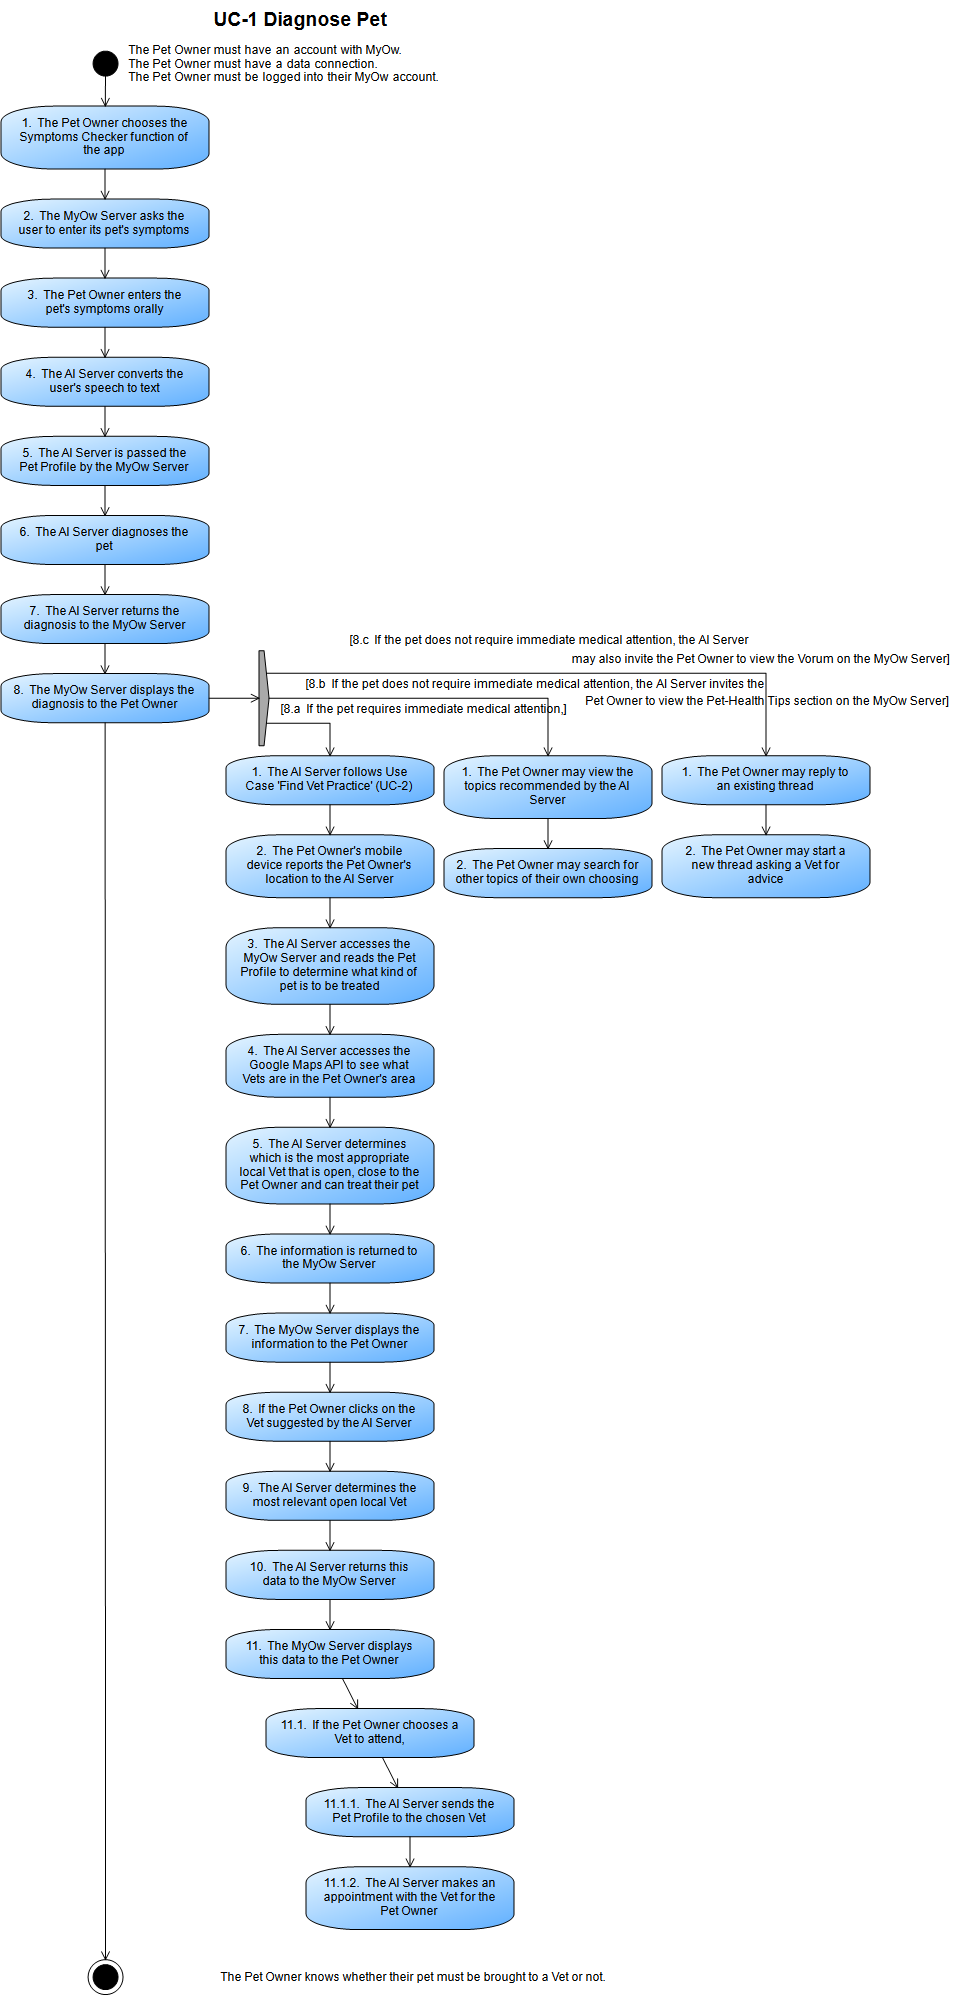 UC-1 Diagnose Pet
The Pet Owner must have an account with MyOw.
The Pet Owner must have a data connection.
The Pet Owner must be logged into their MyOw account.
1. The Pet Owner chooses the
Symptoms Checker function of
the app
2. The MyOw Server asks the
user to enter its pet's symptoms
3. The Pet Owner enters the
pet's symptoms orally
4. The AI Server converts the
user's speech to text
5. The AI Server is passed the
Pet Profile by the MyOw Server
6. The AI Server diagnoses the
pet
7. The AI Server returns the
diagnosis to the MyOw Server
8. The MyOw Server displays the
diagnosis to the Pet Owner
[8.c If the pet does not require immediate medical attention, the AI Server
may also invite the Pet Owner to view the Vorum on the MyOw Server]
[8.b If the pet does not require immediate medical attention, the AI Server invites the
Pet Owner to view the Pet-Health Tips section on the MyOw Server]
[8.a If the pet requires immediate medical attention,]
1. The AI Server follows Use
Case 'Find Vet Practice' (UC-2)
2. The Pet Owner's mobile
device reports the Pet Owner's
location to the AI Server
3. The AI Server accesses the
MyOw Server and reads the Pet
Profile to determine what kind of
pet is to be treated
4. The AI Server accesses the
Google Maps API to see what
Vets are in the Pet Owner's area
5. The AI Server determines
which is the most appropriate
local Vet that is open, close to the
Pet Owner and can treat their pet
6. The information is returned to
the MyOw Server
7. The MyOw Server displays the
information to the Pet Owner
8. If the Pet Owner clicks on the
Vet suggested by the AI Server
9. The AI Server determines the
most relevant open local Vet
10. The AI Server returns this
data to the MyOw Server
11. The MyOw Server displays
this data to the Pet Owner
11.1. If the Pet Owner chooses a
Vet to attend,
11.1.1. The AI Server sends the
Pet Profile to the chosen Vet
11.1.2. The AI Server makes an
appointment with the Vet for the
Pet Owner
1. The Pet Owner may view the
topics recommended by the AI
Server
2. The Pet Owner may search for
other topics of their own choosing
1. The Pet Owner may reply to
an existing thread
2. The Pet Owner may start a
new thread asking a Vet for
advice
The Pet Owner knows whether their pet must be brought to a Vet or not.